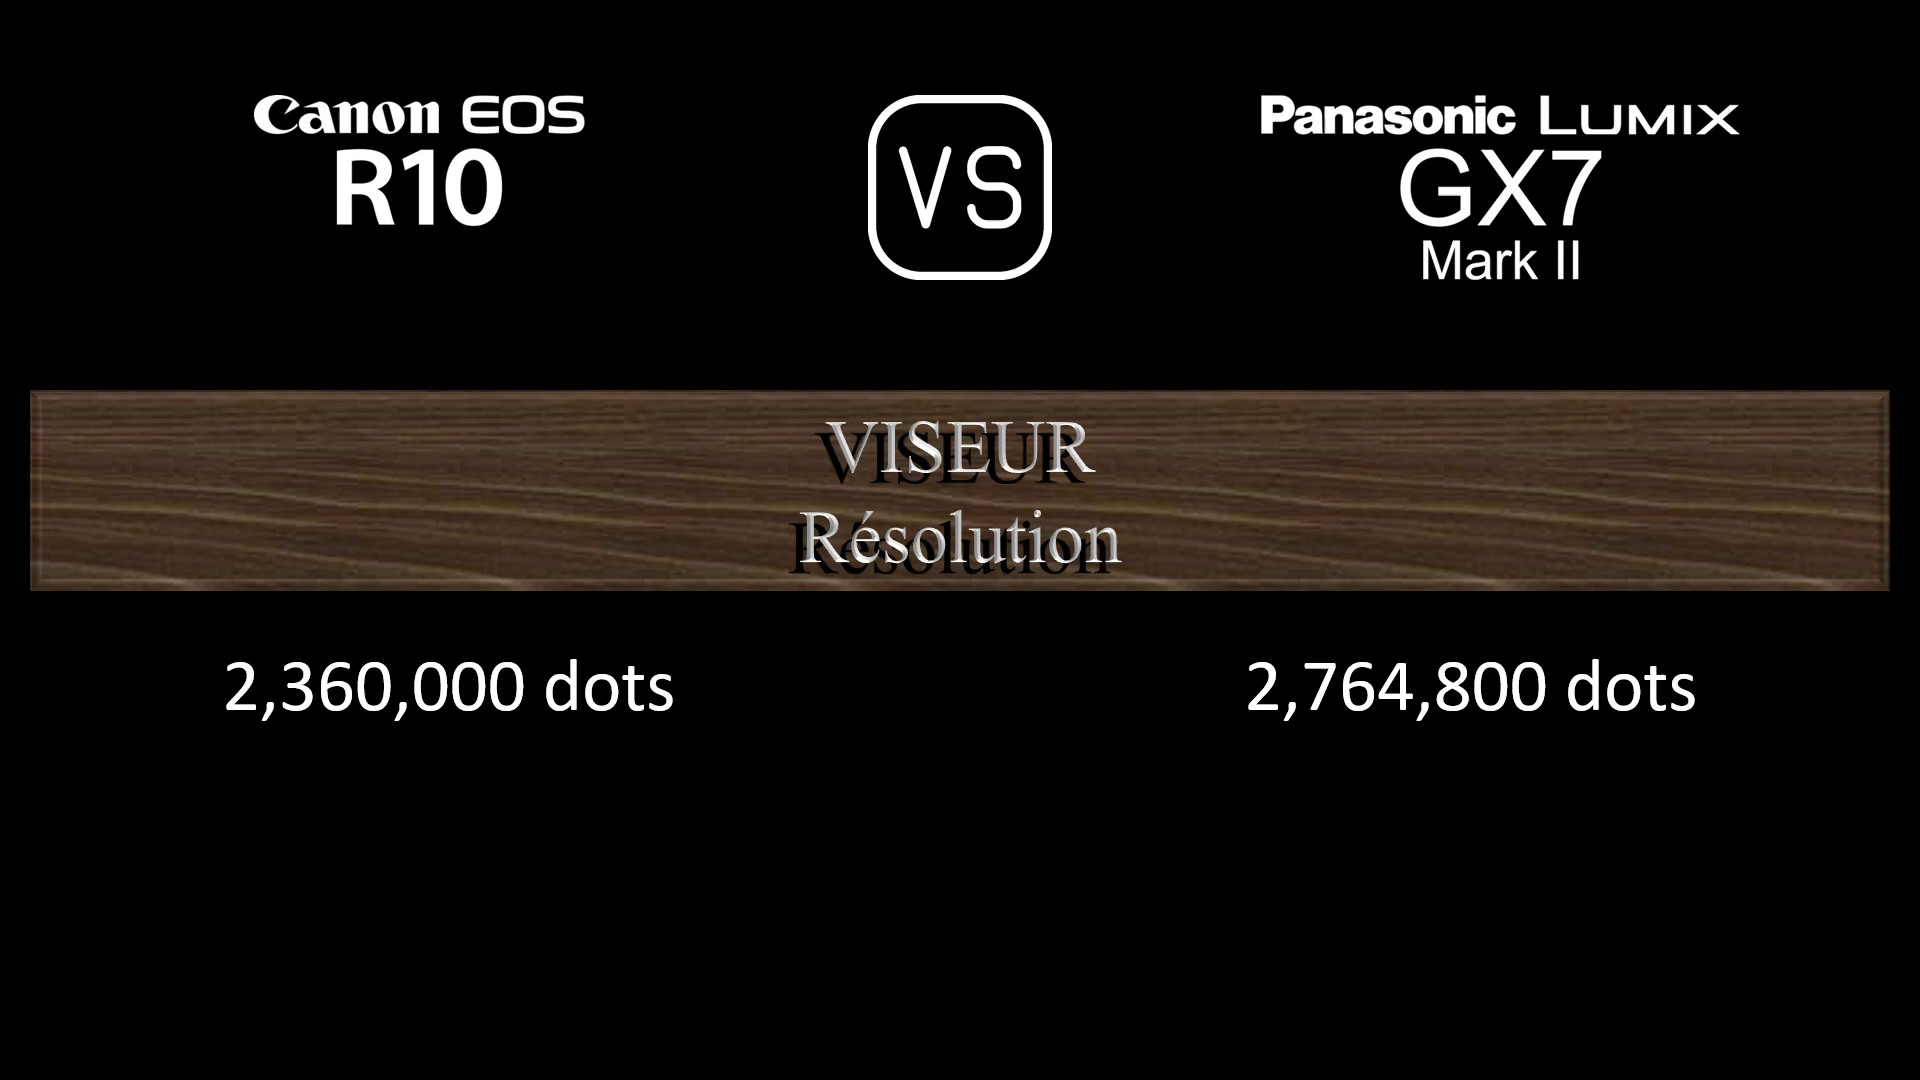 Canon EOS
R10
VS
Panasonic LUMIX
GX7
Mark II
VISEUR
Résolution
2,360,000 dots
2,764,800 dots